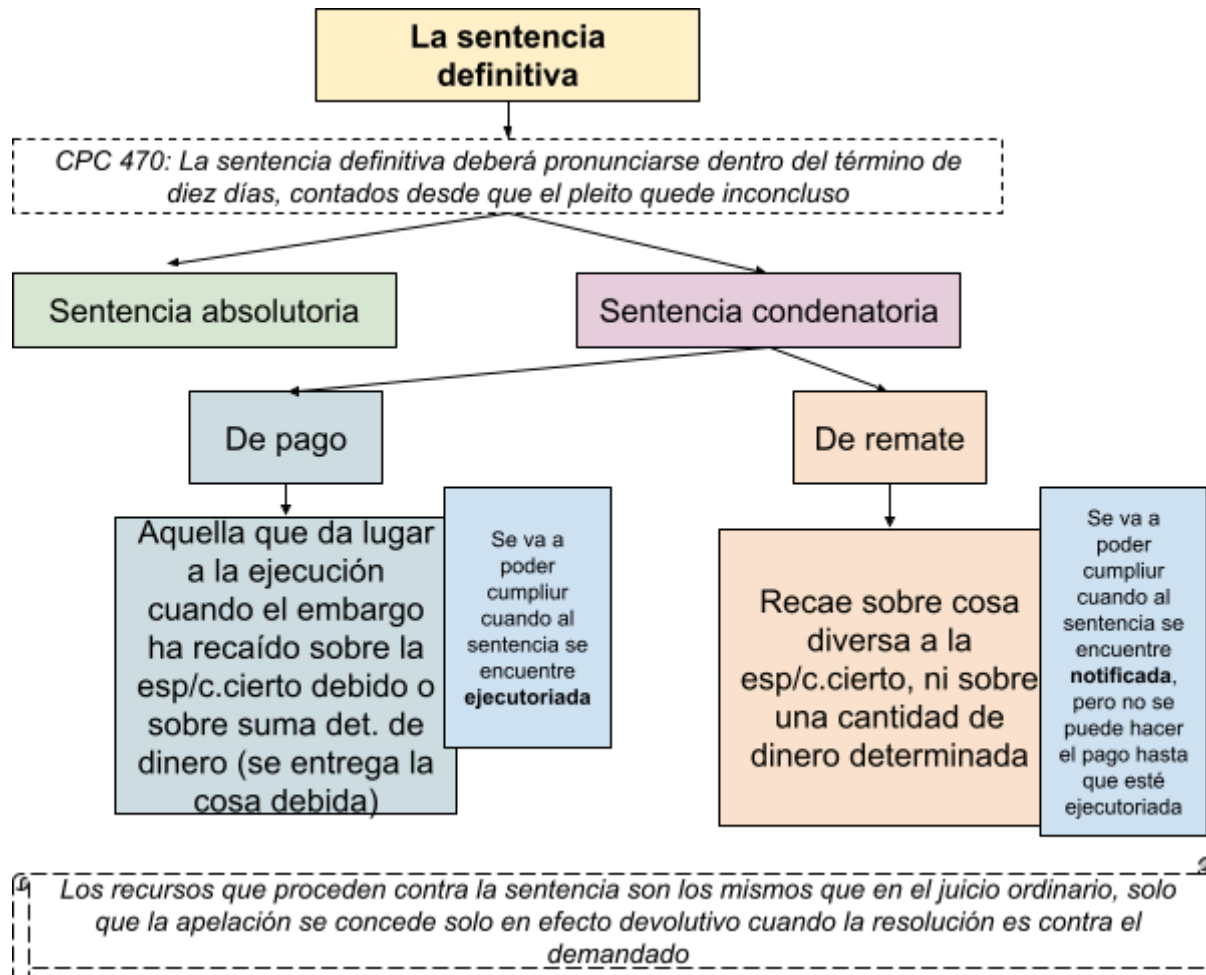 La sentencia
definitiva
CPC 470: La sentencia definitiva deberá pronunciarse dentro del término de
diez días, contados desde que el pleito quede inconcluso
Sentencia absolutoria
Sentencia condenatoria
De pago
De remate
Aquella que da lugar
a la ejecución
cuando el embargo
ha recaído sobre la
esp/c.cierto debido o
sobre suma det. de
dinero (se entrega la
cosa debida)
Se va a
poder
cumpliur
cuando al
sentencia se
encuentre
ejecutoriada
Recae sobre cosa
diversa a la
esp/c.cierto, ni sobre
una cantidad de
dinero determinada
Se va a
poder
cumpliur
cuando al
sentencia se
encuentre
notificada,
pero no se
puede hacer
el pago hasta
que esté
ejecutoriada
Los recursos que proceden contra la sentencia son los mismos que en el juicio ordinario, solo
que la apelación se concede solo en efecto devolutivo cuando la resolución es contra el
demandado